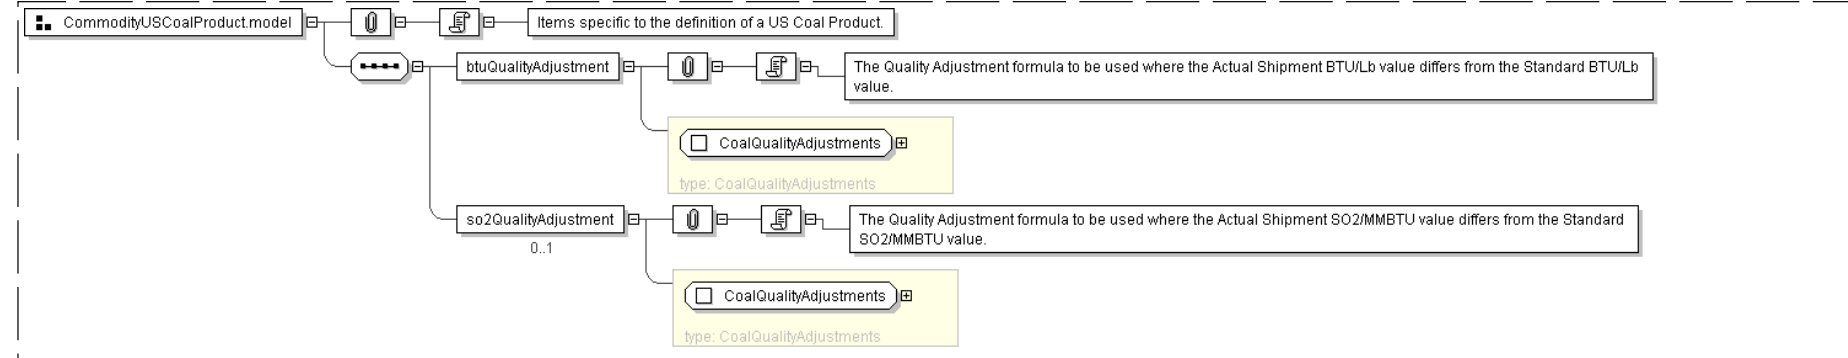 CommodityUSCoalProduct.model
Items specific to the definition of a US Coal Product.
btuQualityAdjustment
The Quality Adjustment formula to be used where the Actual Shipment BTU/Lb value differs from the Standard BTU/Lb
value.
CoalQualityAdjustments
type: CoalQualityAdjustments
so2QualityAdjustment
0..1
The Quality Adjustment formula to be used where the Actual Shipment SO2/MMBTU value differs from the Standard
SO2/MMBTU value.
CoalQualityAdjustments
type: CoalQualityAdjustments